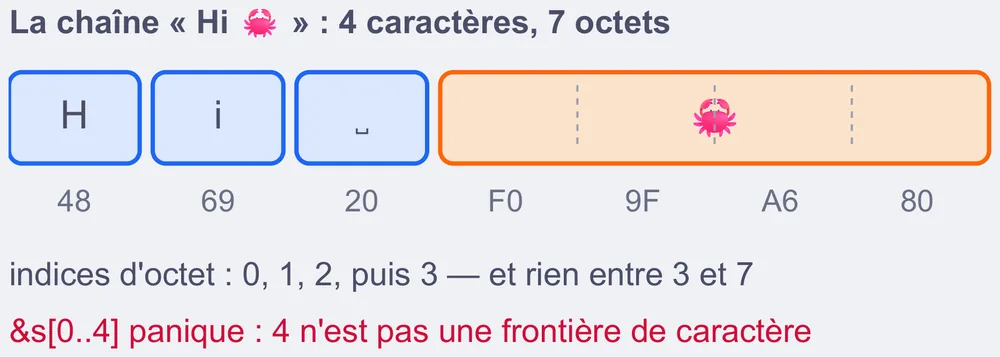 La chaîne « Hi 🦀 » : 4 caractères, 7 octets
H i ␣ 🦀
48 69 20 F0 9F A6 80
indices d'octet : 0, 1, 2, puis 3 — et rien entre 3 et 7
&s[0..4] panique : 4 n'est pas une frontière de caractère